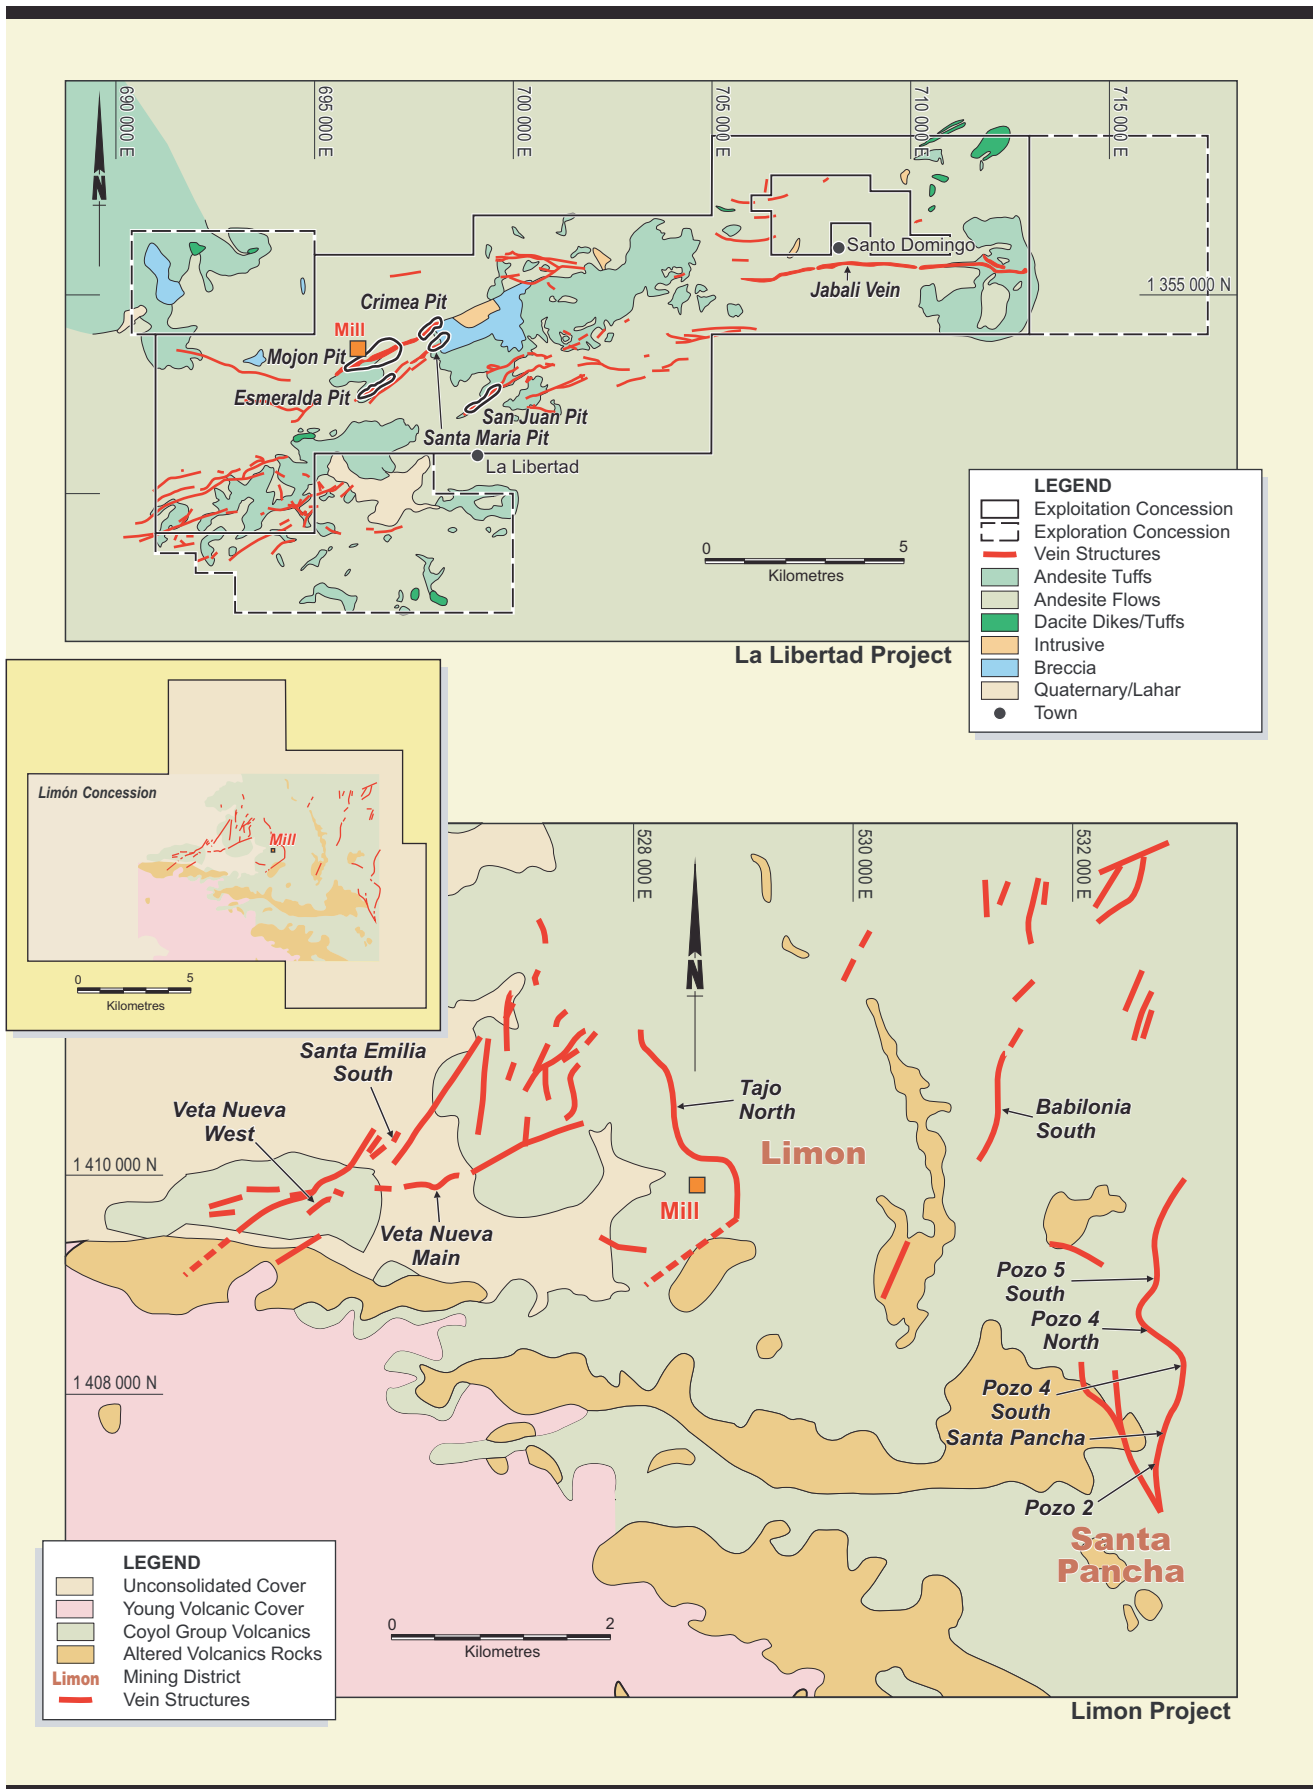 690 000 E
695 000 E
700 000 E
705 000 E
710 000 E
715 000 E
N
Santo Domingo
Jabali Vein
1 355 000 N
Crimea Pit
Mill
Mojon Pit
Esmeralda Pit
San Juan Pit
Santa Maria Pit
La Libertad
0
5
Kilometres
LEGEND
Exploitation Concession
Exploration Concession
Vein Structures
Andesite Tuffs
Andesite Flows
Dacite Dikes/Tuffs
Intrusive
Breccia
Quaternary/Lahar
Town
La Libertad Project
Limón Concession
Mill
0
5
Kilometres
528 000 E
530 000 E
532 000 E
N
Santa Emilia
South
Veta Nueva
West
Tajo
North
Babilonia
South
Limon
1 410 000 N
Mill
Veta Nueva
Main
Pozo 5
South
Pozo 4
North
1 408 000 N
Pozo 4
South
Santa Pancha
Pozo 2
Santa
Pancha
LEGEND
Unconsolidated Cover
Young Volcanic Cover
Coyol Group Volcanics
Altered Volcanics Rocks
Limon Mining District
Vein Structures
0
2
Kilometres
Limon Project